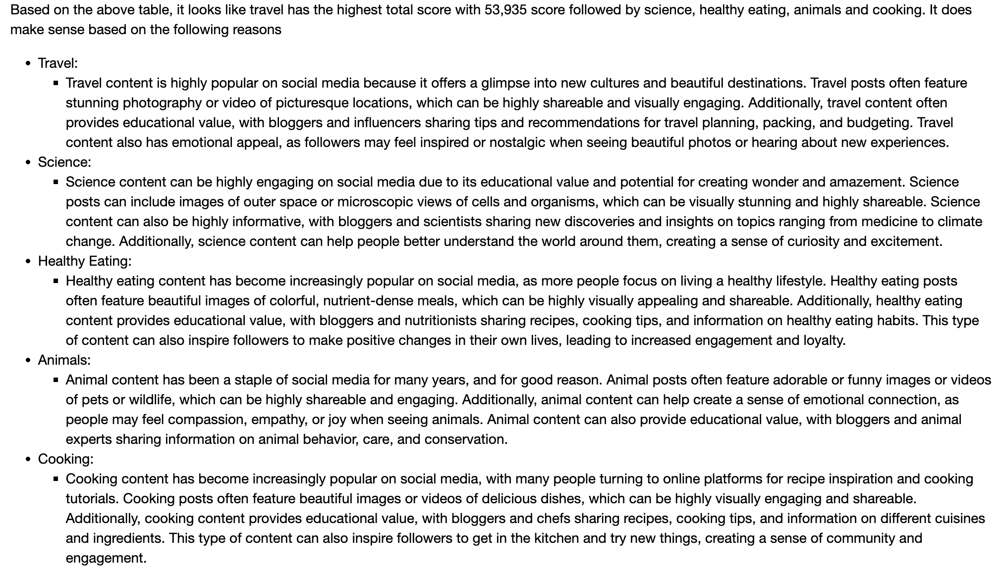 Based on the above table, it looks like travel has the highest total score with 53,935 score followed by science, healthy eating, animals and cooking. It does
make sense based on the following reasons
• Travel:
▪ Travel content is highly popular on social media because it offers a glimpse into new cultures and beautiful destinations. Travel posts often feature
stunning photography or video of picturesque locations, which can be highly shareable and visually engaging. Additionally, travel content often
provides educational value, with bloggers and influencers sharing tips and recommendations for travel planning, packing, and budgeting. Travel
content also has emotional appeal, as followers may feel inspired or nostalgic when seeing beautiful photos or hearing about new experiences.
• Science:
▪ Science content can be highly engaging on social media due to its educational value and potential for creating wonder and amazement. Science
posts can include images of outer space or microscopic views of cells and organisms, which can be visually stunning and highly shareable. Science
content can also be highly informative, with bloggers and scientists sharing new discoveries and insights on topics ranging from medicine to climate
change. Additionally, science content can help people better understand the world around them, creating a sense of curiosity and excitement.
• Healthy Eating:
▪ Healthy eating content has become increasingly popular on social media, as more people focus on living a healthy lifestyle. Healthy eating posts
often feature beautiful images of colorful, nutrient-dense meals, which can be highly visually appealing and shareable. Additionally, healthy eating
content provides educational value, with bloggers and nutritionists sharing recipes, cooking tips, and information on healthy eating habits. This type
of content can also inspire followers to make positive changes in their own lives, leading to increased engagement and loyalty.
• Animals:
▪ Animal content has been a staple of social media for many years, and for good reason. Animal posts often feature adorable or funny images or videos
of pets or wildlife, which can be highly shareable and engaging. Additionally, animal content can help create a sense of emotional connection, as
people may feel compassion, empathy, or joy when seeing animals. Animal content can also provide educational value, with bloggers and animal
experts sharing information on animal behavior, care, and conservation.
• Cooking:
▪ Cooking content has become increasingly popular on social media, with many people turning to online platforms for recipe inspiration and cooking
tutorials. Cooking posts often feature beautiful images or videos of delicious dishes, which can be highly visually engaging and shareable.
Additionally, cooking content provides educational value, with bloggers and chefs sharing recipes, cooking tips, and information on different cuisines
and ingredients. This type of content can also inspire followers to get in the kitchen and try new things, creating a sense of community and
engagement.